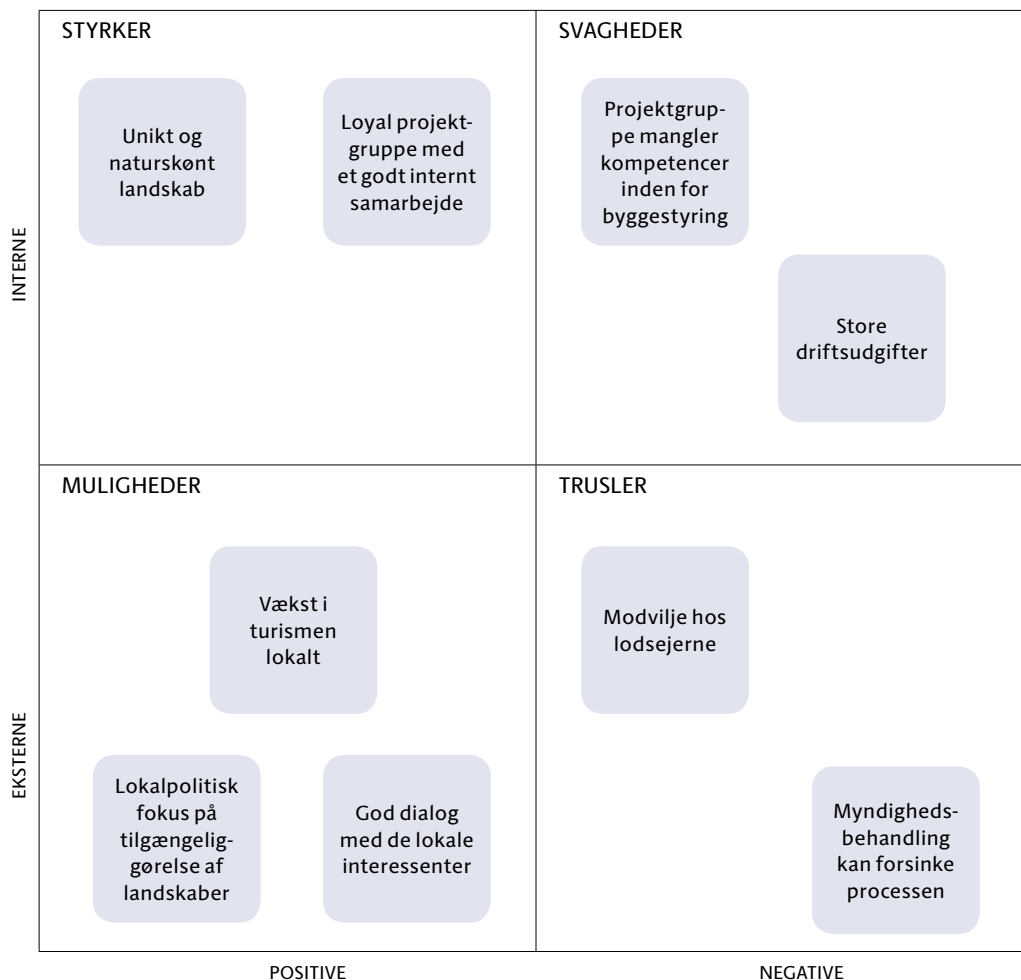 STYRKER
Unikt og
naturskønt
landskab
Loyal projekt-
gruppe med
et godt internt
samarbejde
SVAGHEDER
Projektgrup-
pe mangler
kompetencer
inden for
byggestyring
Store
driftsudgifter
INTERNE
MULIGHEDER
Vækst i
turismen
lokalt
Lokalpolitisk
fokus på
tilgængelig-
gørelse af
landskaber
God dialog
med de lokale
interessenter
TRUSLER
Modvilje hos
lodsejerne
Myndigheds-
behandling
kan forsinke
processen
EKSTERNE
POSITIVE
NEGATIVE